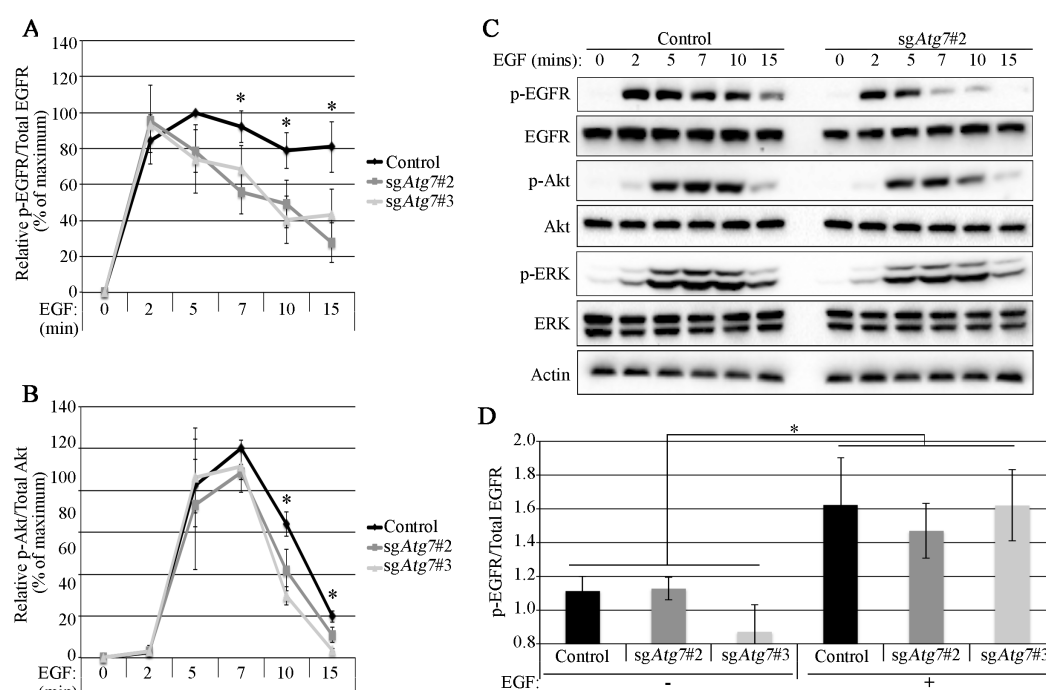 A
140
120
100
80
60
40
20
0
Relative p-EGFR/Total EGFR
(% of maximum)
* * *
Control
sgAtg7#2
sgAtg7#3
EGF: 0 2 5 7 10 15
(min)
B
140
120
100
80
60
40
20
0
Relative p-Akt/Total Akt
(% of maximum)
* *
Control
sgAtg7#2
sgAtg7#3
EGF: 0 2 5 7 10 15
(min)
C
Control sgAtg7#2
EGF (mins): 0 2 5 7 10 15 0 2 5 7 10 15
p-EGFR
EGFR
p-Akt
Akt
p-ERK
ERK
Actin
D
2.0
1.8
1.6
1.4
1.2
1.0
0.8
p-EGFR/Total EGFR
*
Control sgAtg7#2 sgAtg7#3 Control sgAtg7#2 sgAtg7#3
EGF: - +